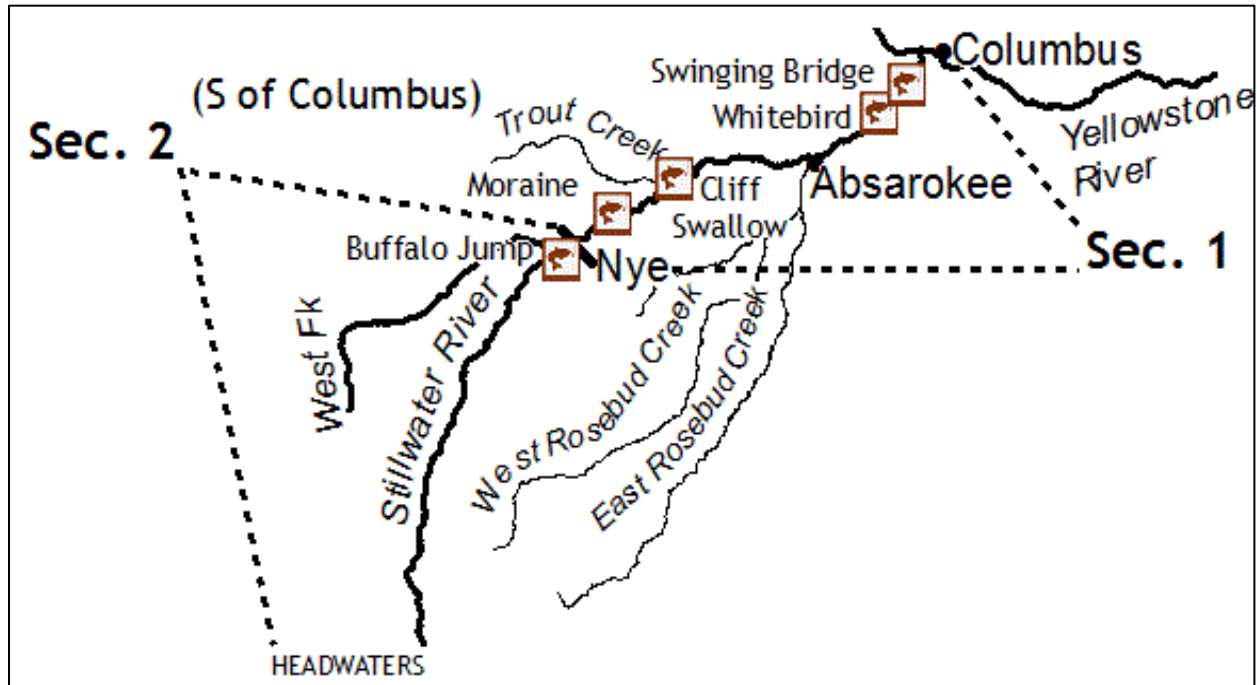 Columbus
Swinging Bridge
(S of Columbus)
Whitebird
Trout Creek
Yellowstone
River
Sec. 2
Moraine
Cliff
Swallow
Absarokee
Buffalo Jump
Nye
Sec. 1
West Fk
Stillwater River
West Rosebud Creek
East Rosebud Creek
HEADWATERS